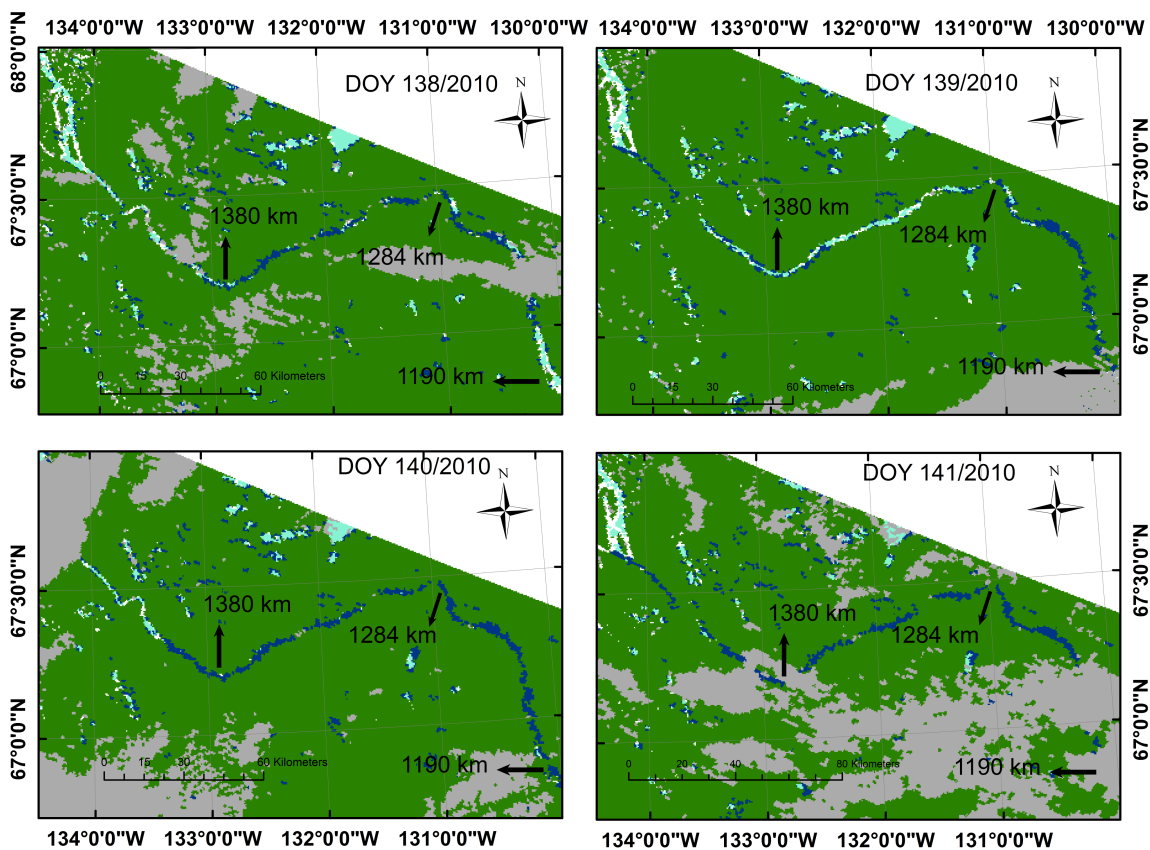 134°0'0"W 133°0'0"W 132°0'0"W 131°0'0"W 130°0'0"W
134°0'0"W 133°0'0"W 132°0'0"W 131°0'0"W 130°0'0"W
68°0'0"N
67°30'0"N
67°0'0"N
DOY 138/2010
N
1380 km
1284 km
1190 km
0 15 30 60 Kilometers
DOY 139/2010
N
1380 km
1284 km
1190 km
0 15 30 60 Kilometers
67°30'0"N
67°0'0"N
67°30'0"N
67°0'0"N
DOY 140/2010
N
1380 km
1284 km
1190 km
0 15 30 60 Kilometers
DOY 141/2010
N
1380 km
1284 km
1190 km
0 20 40 80 Kilometers
67°30'0"N
67°0'0"N
134°0'0"W 133°0'0"W 132°0'0"W 131°0'0"W
134°0'0"W 133°0'0"W 132°0'0"W 131°0'0"W